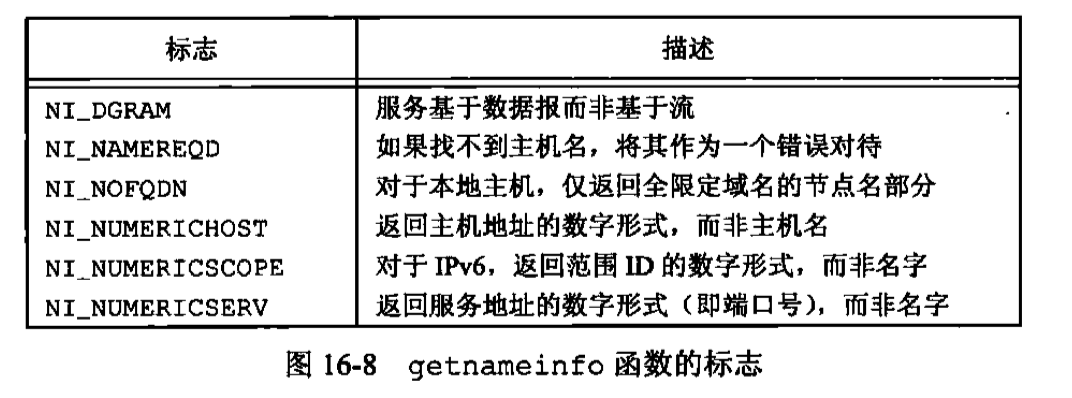 标志 描述
NI_DGRAM 服务基于数据报而非基于流
NI_NAMEREQD 如果找不到主机名，将其作为一个错误对待
NI_NOFQDN 对于本地主机，仅返回全限定域名的节点名部分
NI_NUMERICHOST 返回主机地址的数字形式，而非主机名
NI_NUMERICSCOPE 对于 IPv6，返回范围 ID 的数字形式，而非名字
NI_NUMERICSERV 返回服务地址的数字形式（即端口号），而非名字
图 16-8 getnameinfo 函数的标志